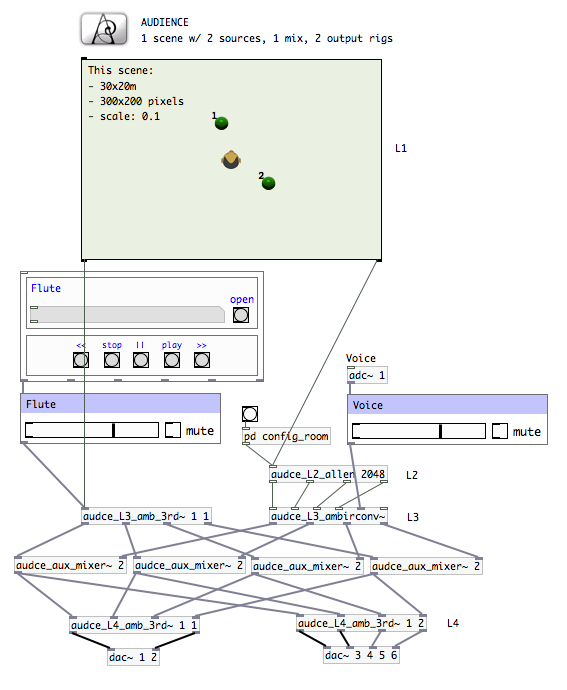 AUDIENCE
1 scene w/ 2 sources, 1 mix, 2 output rigs
This scene:
- 30x20m
- 300x200 pixels
- scale: 0.1
1
2
L1
Flute
open
<< stop || play >>
Voice
adc~ 1
Flute
mute
Voice
mute
pd config_room
audce_L2_allen 2048
L2
audce_L3_amb_3rd~ 1 1
audce_L3_ambirconv~
L3
audce_aux_mixer~ 2
audce_aux_mixer~ 2
audce_aux_mixer~ 2
audce_aux_mixer~ 2
audce_L4_amb_3rd~ 1 1
audce_L4_amb_3rd~ 1 2
L4
dac~ 1 2
dac~ 3 4 5 6